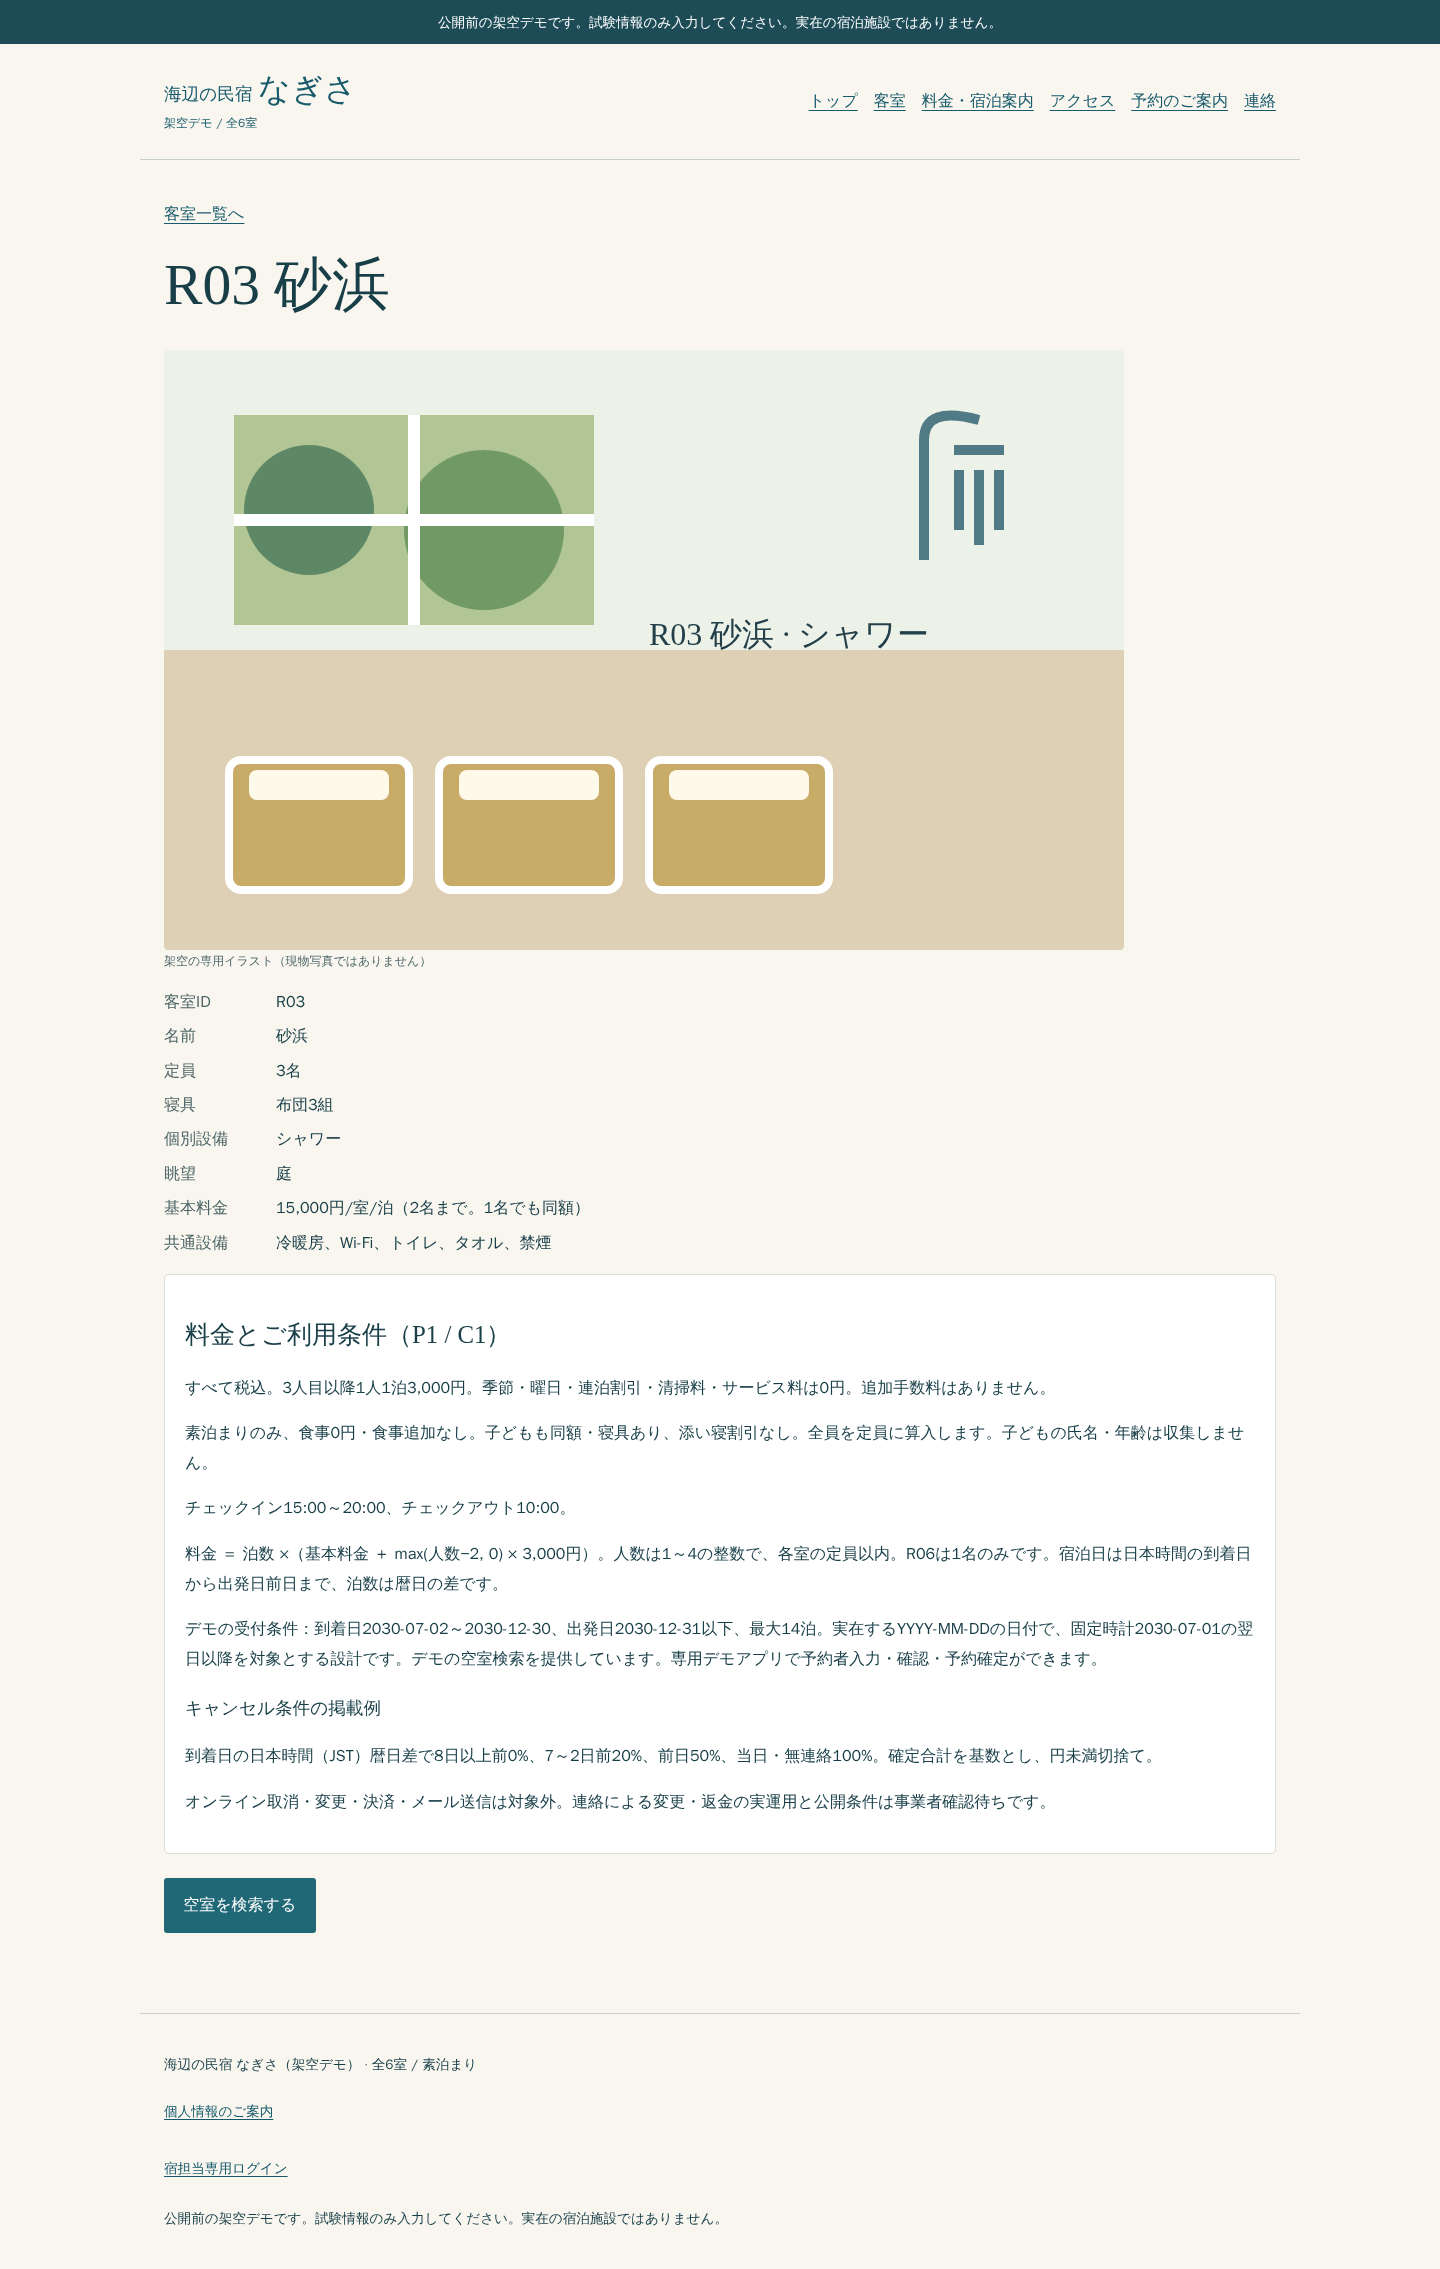 公開前の架空デモです。試験情報のみ入力してください。実在の宿泊施設ではありません。
海辺の民宿 なぎさ
架空デモ / 全6室
トップ 客室 料金・宿泊案内 アクセス 予約のご案内 連絡
客室一覧へ
R03 砂浜
R03 砂浜 · シャワー
架空の専用イラスト（現物写真ではありません）
客室ID R03
名前 砂浜
定員 3名
寝具 布団3組
個別設備 シャワー
眺望 庭
基本料金 15,000円/室/泊（2名まで。1名でも同額）
共通設備 冷暖房、Wi-Fi、トイレ、タオル、禁煙
料金とご利用条件（P1 / C1）
すべて税込。3人目以降1人1泊3,000円。季節・曜日・連泊割引・清掃料・サービス料は0円。追加手数料はありません。
素泊まりのみ、食事0円・食事追加なし。子どもも同額・寝具あり、添い寝割引なし。全員を定員に算入します。子どもの氏名・年齢は収集しませ
ん。
チェックイン15:00～20:00、チェックアウト10:00。
料金 ＝ 泊数 ×（基本料金 ＋ max(人数−2, 0) × 3,000円）。人数は1～4の整数で、各室の定員以内。R06は1名のみです。宿泊日は日本時間の到着日
から出発日前日まで、泊数は暦日の差です。
デモの受付条件：到着日2030-07-02～2030-12-30、出発日2030-12-31以下、最大14泊。実在するYYYY-MM-DDの日付で、固定時計2030-07-01の翌
日以降を対象とする設計です。デモの空室検索を提供しています。専用デモアプリで予約者入力・確認・予約確定ができます。
キャンセル条件の掲載例
到着日の日本時間（JST）暦日差で8日以上前0%、7～2日前20%、前日50%、当日・無連絡100%。確定合計を基数とし、円未満切捨て。
オンライン取消・変更・決済・メール送信は対象外。連絡による変更・返金の実運用と公開条件は事業者確認待ちです。
空室を検索する
海辺の民宿 なぎさ（架空デモ） · 全6室 / 素泊まり
個人情報のご案内
宿担当専用ログイン
公開前の架空デモです。試験情報のみ入力してください。実在の宿泊施設ではありません。